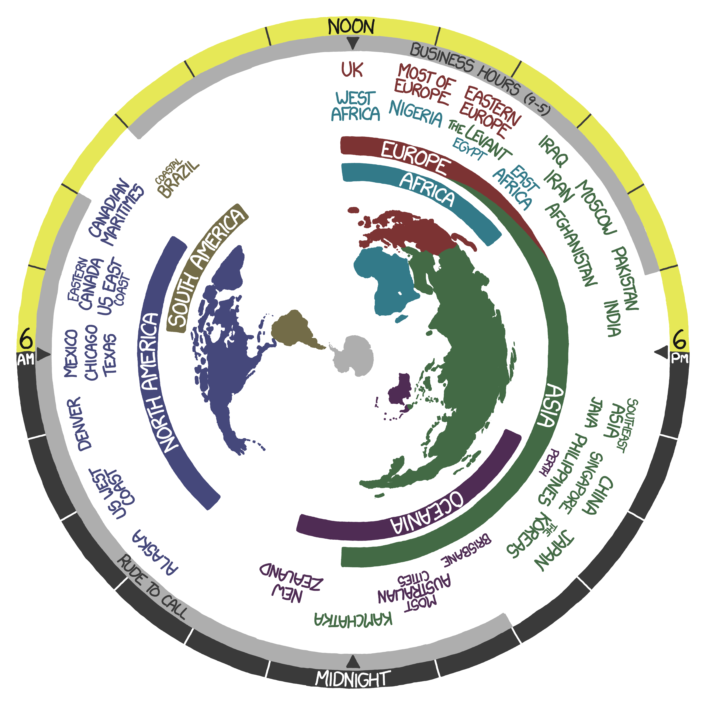 NOON
BUSINESS HOURS (9-5)
UK
MOST OF
EUROPE
EASTERN
EUROPE
WEST
AFRICA
NIGERIA
THE LEVANT
EGYPT
EAST
AFRICA
IRAQ
IRAN
MOSCOW
AFGHANISTAN
PAKISTAN
INDIA
EUROPE
AFRICA
COASTAL
BRAZIL
CANADIAN
MARITIMES
SOUTH AMERICA
EASTERN
CANADA
US EAST
COAST
6
AM
MEXICO
CHICAGO
TEXAS
NORTH AMERICA
6
PM
ASIA
DENVER
US WEST
COAST
ALASKA
SOUTHEAST
ASIA
JAVA
PERTH
PHILIPPINES
SINGAPORE
CHINA
THE
KOREAS
JAPAN
OCEANIA
BRISBANE
MOST
AUSTRALIAN
CITIES
NEW
ZEALAND
KAMCHATKA
RUDE TO CALL
MIDNIGHT